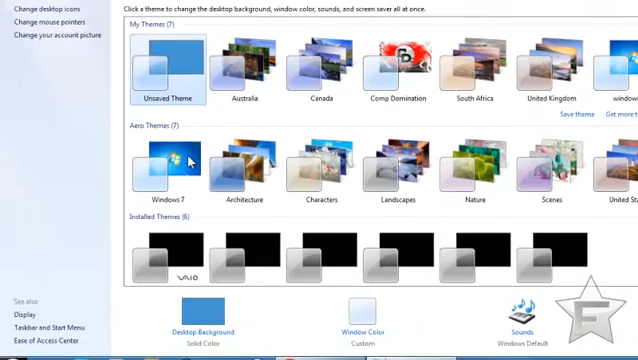 Change desktop icons
Click a theme to change the desktop background, window color, sounds, and screen saver all at once.
Change mouse pointers
My Themes (7)
Change your account picture
Unsaved Theme
Australia
Canada
Comp Domination
South Africa
United Kingdom
windows
Save theme
Get more t
Aero Themes (7)
Windows 7
Architecture
Characters
Landscapes
Nature
Scenes
United Sta
Installed Themes (6)
VAIO
See also
Display
Taskbar and Start Menu
Ease of Access Center
Desktop Background
Solid Color
Window Color
Custom
Sounds
Windows Default
F